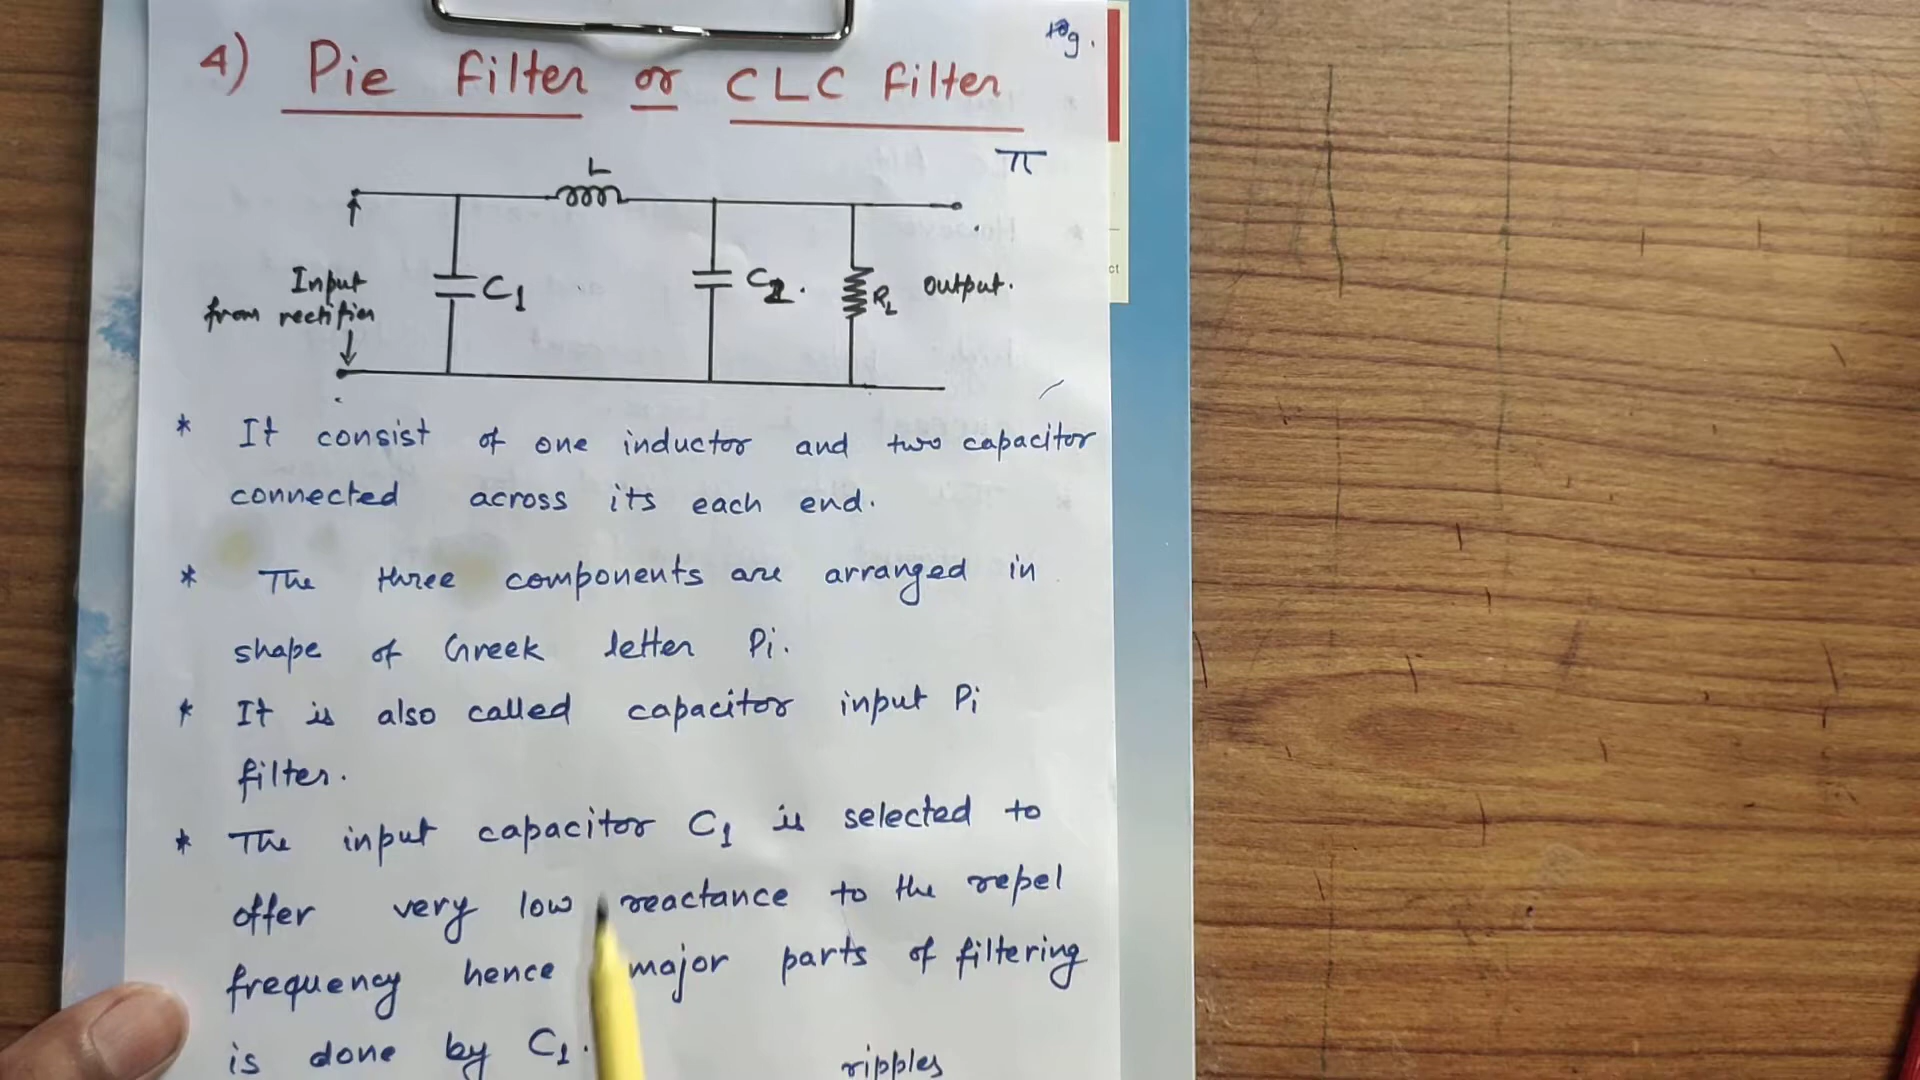 4) Pie Filter or CLC Filter
π
L
Input
from rectifier
C1
C2.
RL
output.
* It consist of one inductor and two capacitor
connected across its each end.
* The three components are arranged in
shape of Greek letter Pi.
* It is also called capacitor input Pi
filter.
* The input capacitor C1 is selected to
offer very low reactance to the repel
frequency hence major parts of filtering
is done by C1.
ripples
ct